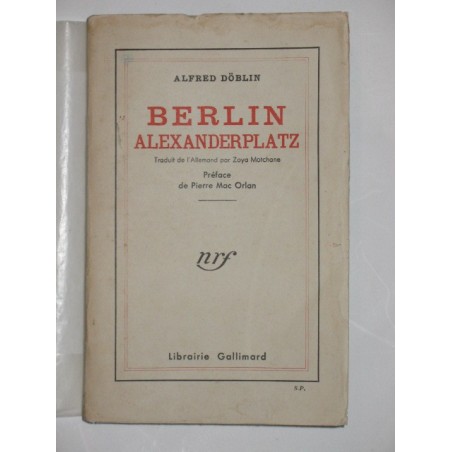 ALFRED DÖBLIN
BERLIN
ALEXANDERPLATZ
Traduit de l'Allemand par Zoya Motchane
Préface
de Pierre Mac Orlan
nrf
Librairie Gallimard
S.P.